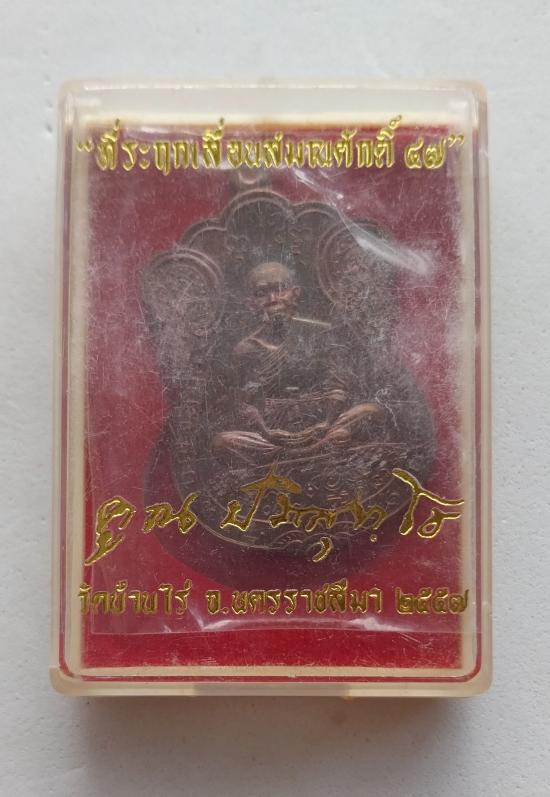 “ที่ระฤกเลื่อนสมณศักดิ์ ๔๗”
คูณ ปริสุทฺโธ
วัดบ้านไร่ จ.นครราชสีมา ๒๕๔๗